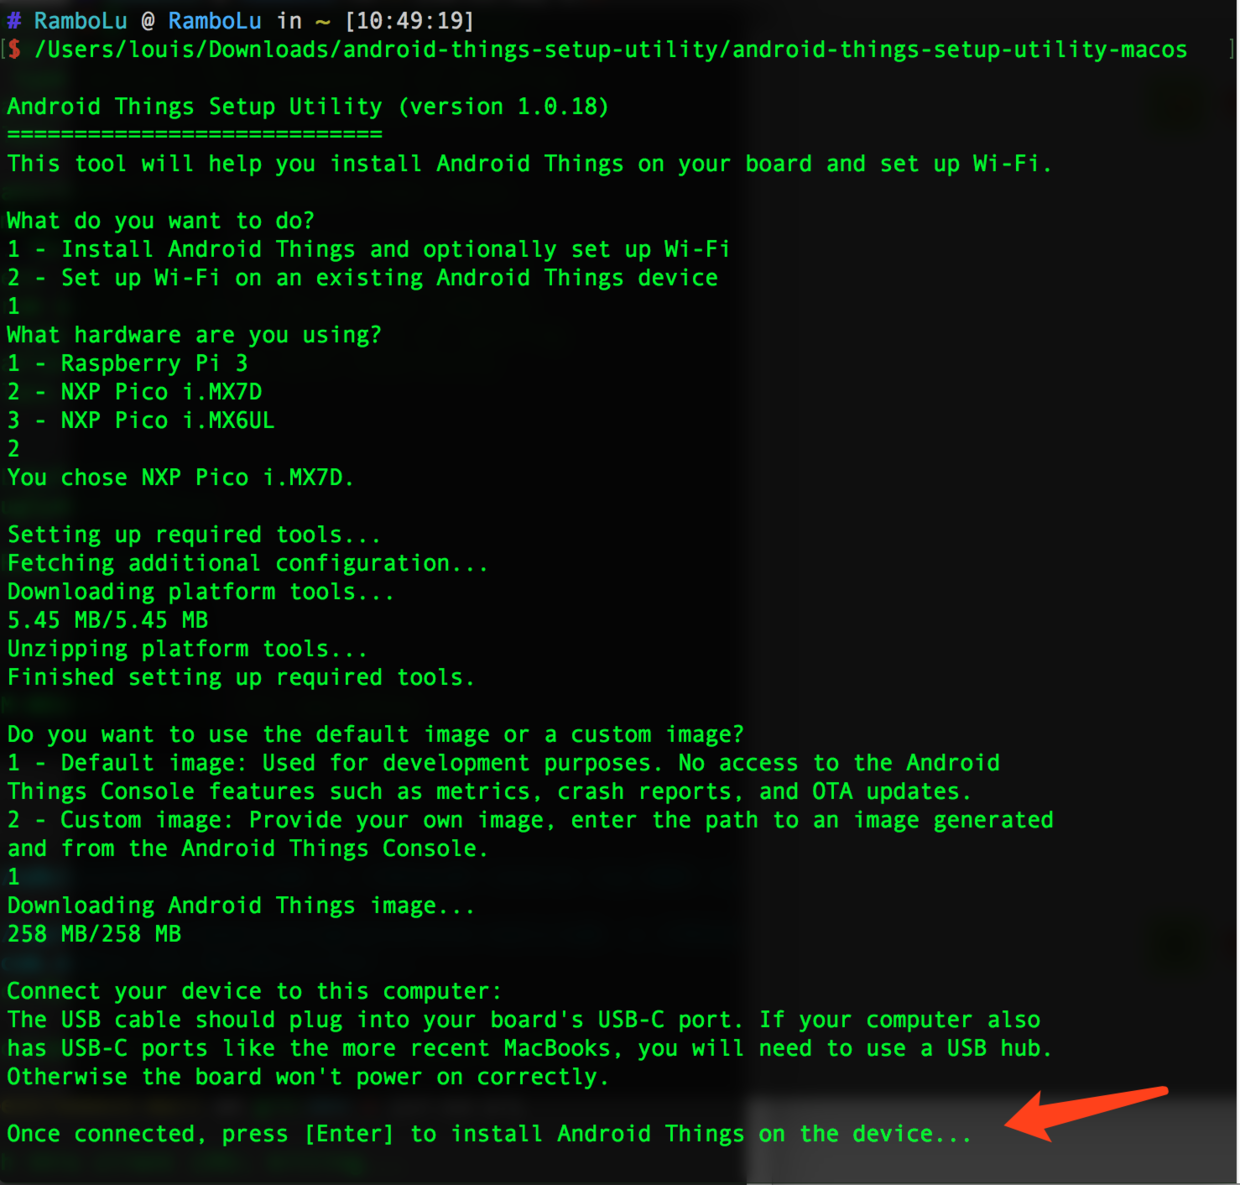 # RamboLu @ RamboLu in ~ [10:49:19]
[$ /Users/louis/Downloads/android-things-setup-utility/android-things-setup-utility-macos ]
Android Things Setup Utility (version 1.0.18)
============================
This tool will help you install Android Things on your board and set up Wi-Fi.
What do you want to do?
1 - Install Android Things and optionally set up Wi-Fi
2 - Set up Wi-Fi on an existing Android Things device
1
What hardware are you using?
1 - Raspberry Pi 3
2 - NXP Pico i.MX7D
3 - NXP Pico i.MX6UL
2
You chose NXP Pico i.MX7D.
Setting up required tools...
Fetching additional configuration...
Downloading platform tools...
5.45 MB/5.45 MB
Unzipping platform tools...
Finished setting up required tools.
Do you want to use the default image or a custom image?
1 - Default image: Used for development purposes. No access to the Android
Things Console features such as metrics, crash reports, and OTA updates.
2 - Custom image: Provide your own image, enter the path to an image generated
and from the Android Things Console.
1
Downloading Android Things image...
258 MB/258 MB
Connect your device to this computer:
The USB cable should plug into your board's USB-C port. If your computer also
has USB-C ports like the more recent MacBooks, you will need to use a USB hub.
Otherwise the board won't power on correctly.
Once connected, press [Enter] to install Android Things on the device...